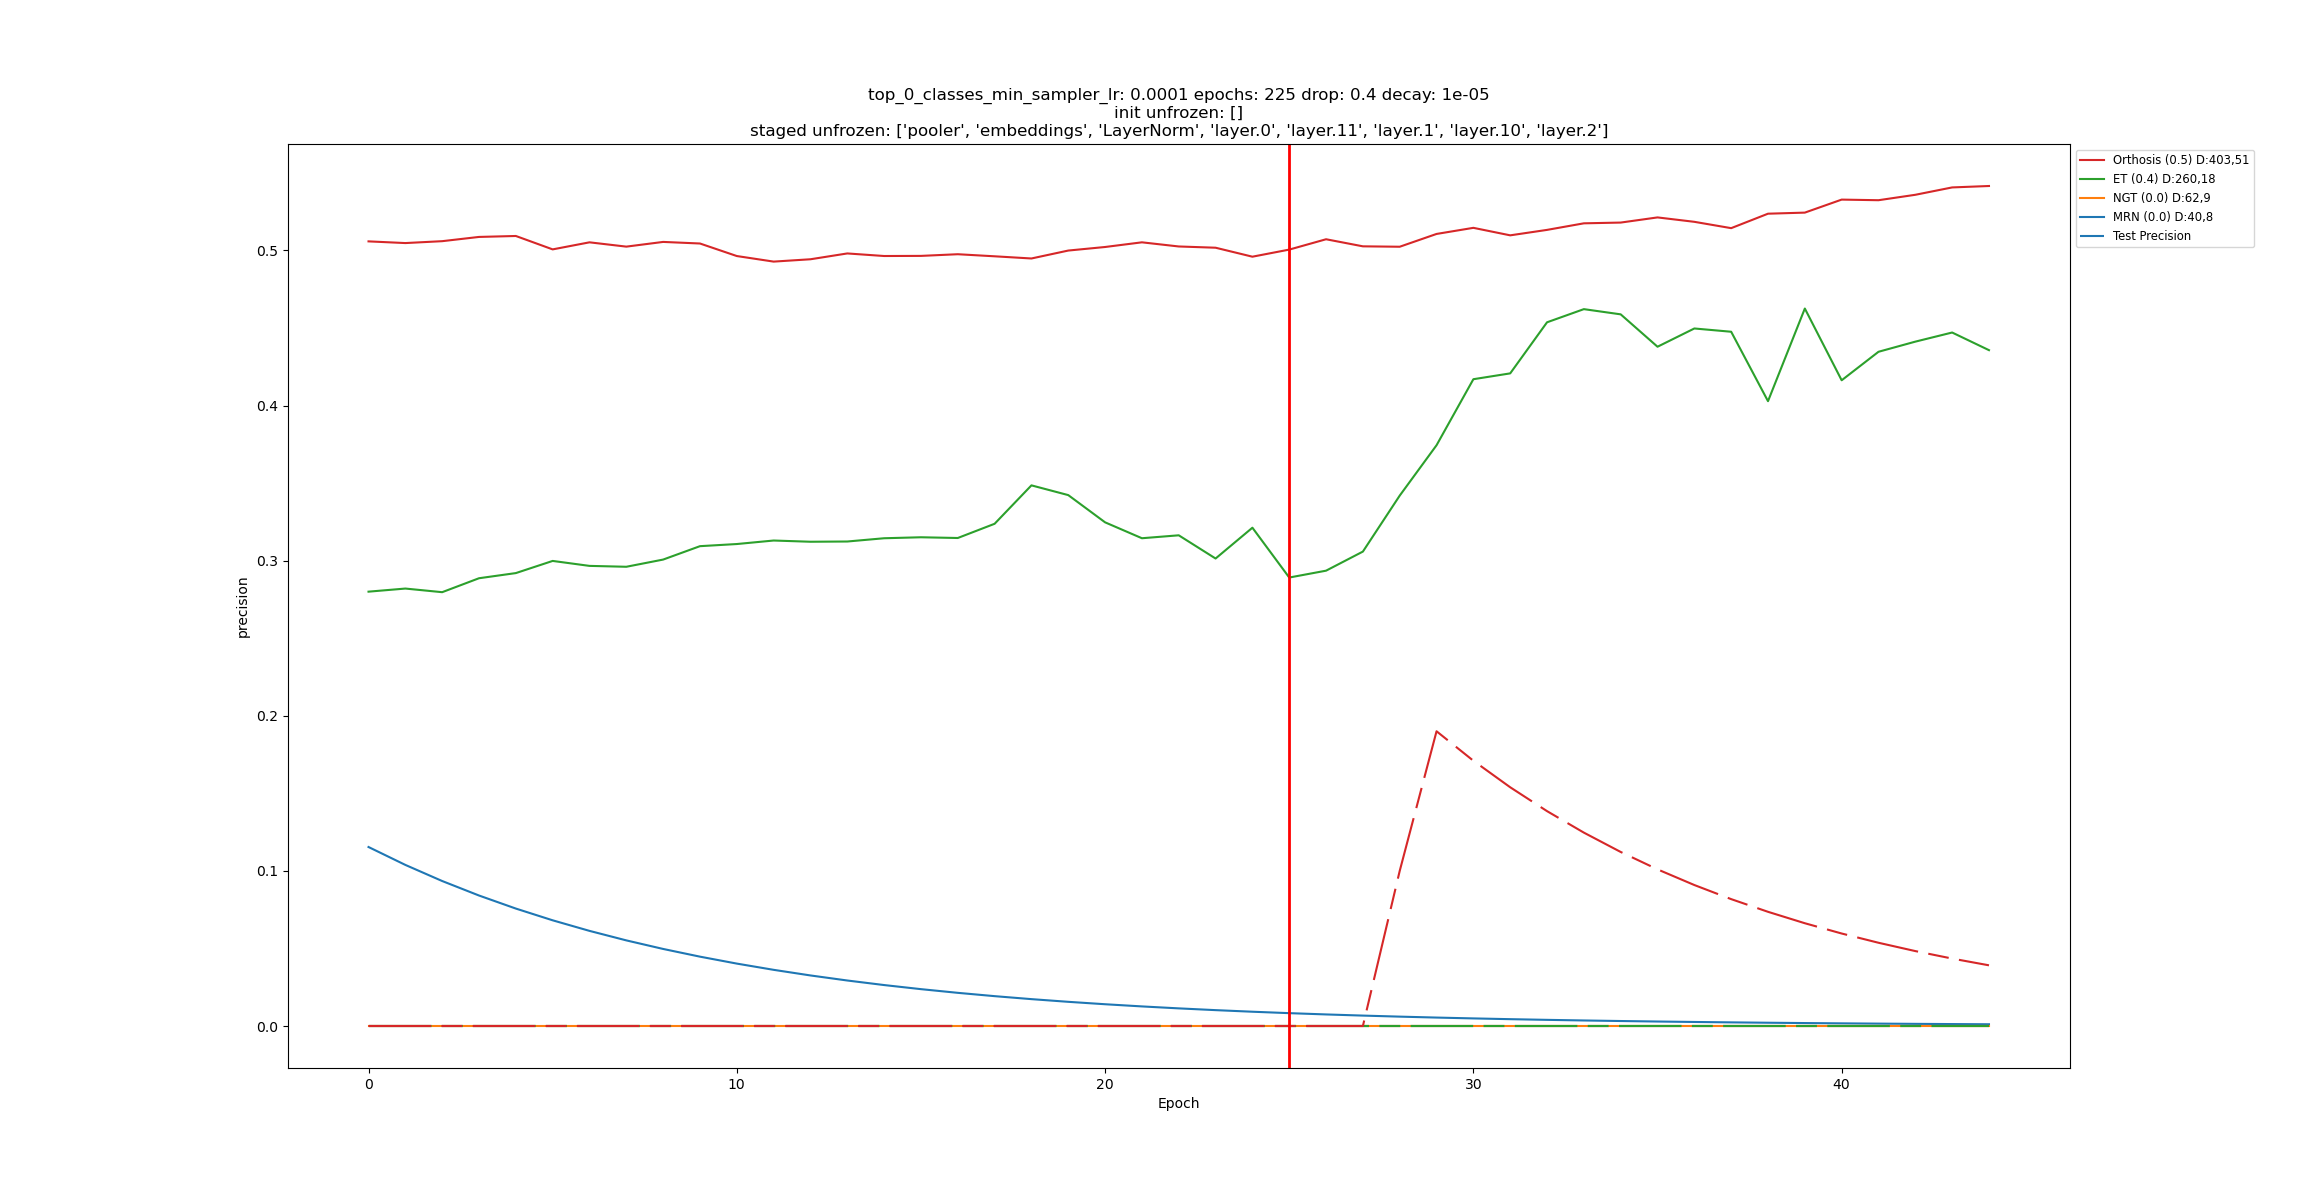 top_0_classes_min_sampler_lr: 0.0001 epochs: 225 drop: 0.4 decay: 1e-05
init unfrozen: []
staged unfrozen: ['pooler', 'embeddings', 'LayerNorm', 'layer.0', 'layer.11', 'layer.1', 'layer.10', 'layer.2']
Orthosis (0.5) D:403,51
ET (0.4) D:260,18
NGT (0.0) D:62,9
MRN (0.0) D:40,8
Test Precision
0.5
0.4
0.3
0.2
0.1
0.0
precision
0 10 20 30 40
Epoch